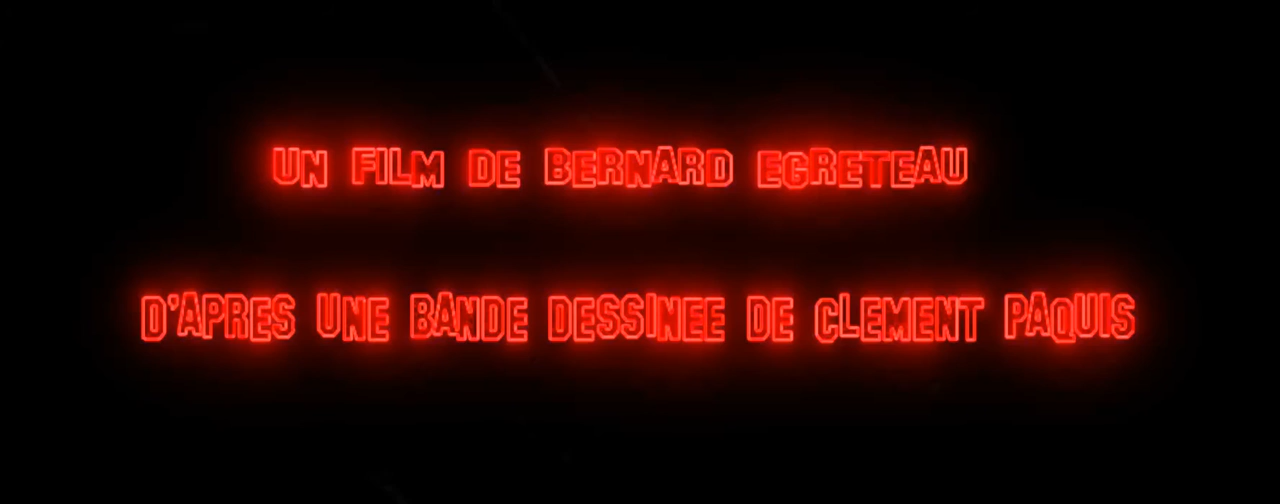 UN FILM DE BERNARD EGRETEAU
D'APRES UNE BANDE DESSINEE DE CLEMENT PAQUIS